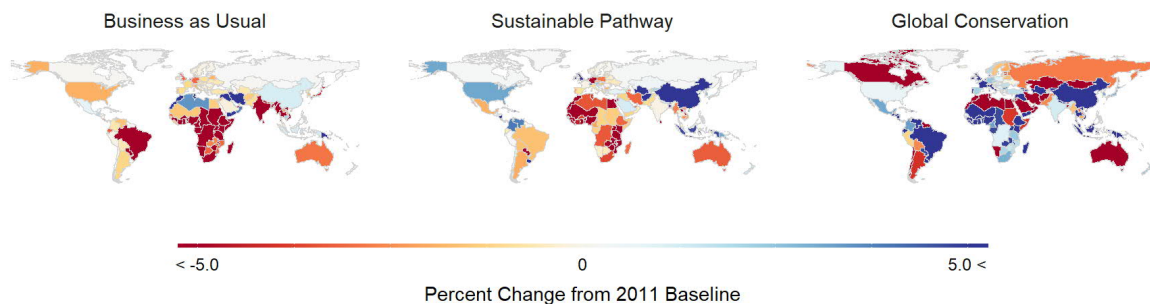 Business as Usual
Sustainable Pathway
Global Conservation
< -5.0
0
5.0 <
Percent Change from 2011 Baseline